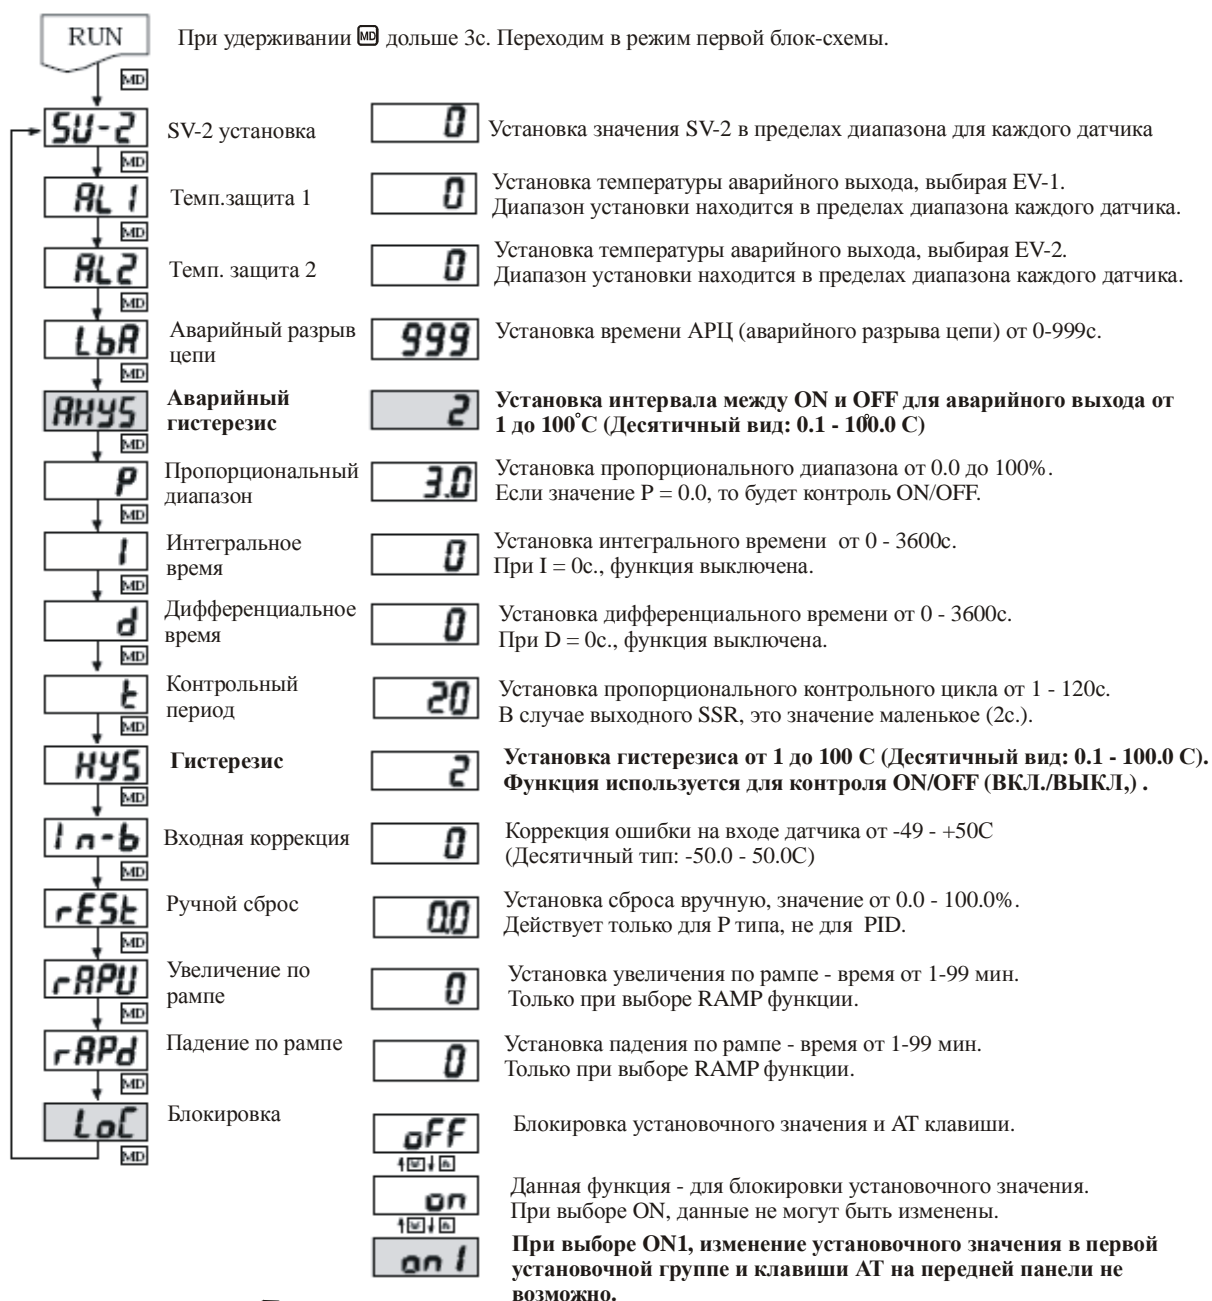 RUN
При удерживании MD дольше 3с. Переходим в режим первой блок-схемы.
MD
SV-2
SV-2 установка
0
Установка значения SV-2 в пределах диапазона для каждого датчика
MD
AL 1
Темп.защита 1
0
Установка температуры аварийного выхода, выбирая EV-1.
Диапазон установки находится в пределах диапазона каждого датчика.
MD
AL2
Темп. защита 2
0
Установка температуры аварийного выхода, выбирая EV-2.
Диапазон установки находится в пределах диапазона каждого датчика.
MD
LbA
Аварийный разрыв
цепи
999
Установка времени АРЦ (аварийного разрыва цепи) от 0-999с.
MD
AHYS
Аварийный
гистерезис
2
Установка интервала между ON и OFF для аварийного выхода от
1 до 100°С (Десятичный вид: 0.1 - 100.0 С)
MD
P
Пропорциональный
диапазон
3.0
Установка пропорционального диапазона от 0.0 до 100%.
Если значение P = 0.0, то будет контроль ON/OFF.
MD
I
Интегральное
время
0
Установка интегрального времени от 0 - 3600с.
При I = 0с., функция выключена.
MD
d
Дифференциальное
время
0
Установка дифференциального времени от 0 - 3600с.
При D = 0с., функция выключена.
MD
t
Контрольный
период
20
Установка пропорционального контрольного цикла от 1 - 120с.
В случае выходного SSR, это значение маленькое (2с.).
MD
HYS
Гистерезис
2
Установка гистерезиса от 1 до 100 С (Десятичный вид: 0.1 - 100.0 С).
Функция используется для контроля ON/OFF (ВКЛ./ВЫКЛ,) .
MD
In-b
Входная коррекция
0
Коррекция ошибки на входе датчика от -49 - +50С
(Десятичный тип: -50.0 - 50.0С)
MD
rESt
Ручной сброс
0.0
Установка сброса вручную, значение от 0.0 - 100.0%.
Действует только для P типа, не для PID.
MD
rAPU
Увеличение по
рампе
0
Установка увеличения по рампе - время от 1-99 мин.
Только при выборе RAMP функции.
MD
rAPd
Падение по рампе
0
Установка падения по рампе - время от 1-99 мин.
Только при выборе RAMP функции.
MD
LoC
Блокировка
oFF
Блокировка установочного значения и АТ клавиши.
MD
on
Данная функция - для блокировки установочного значения.
При выборе ON, данные не могут быть изменены.
on1
При выборе ON1, изменение установочного значения в первой
установочной группе и клавиши АТ на передней панели не
возможно.